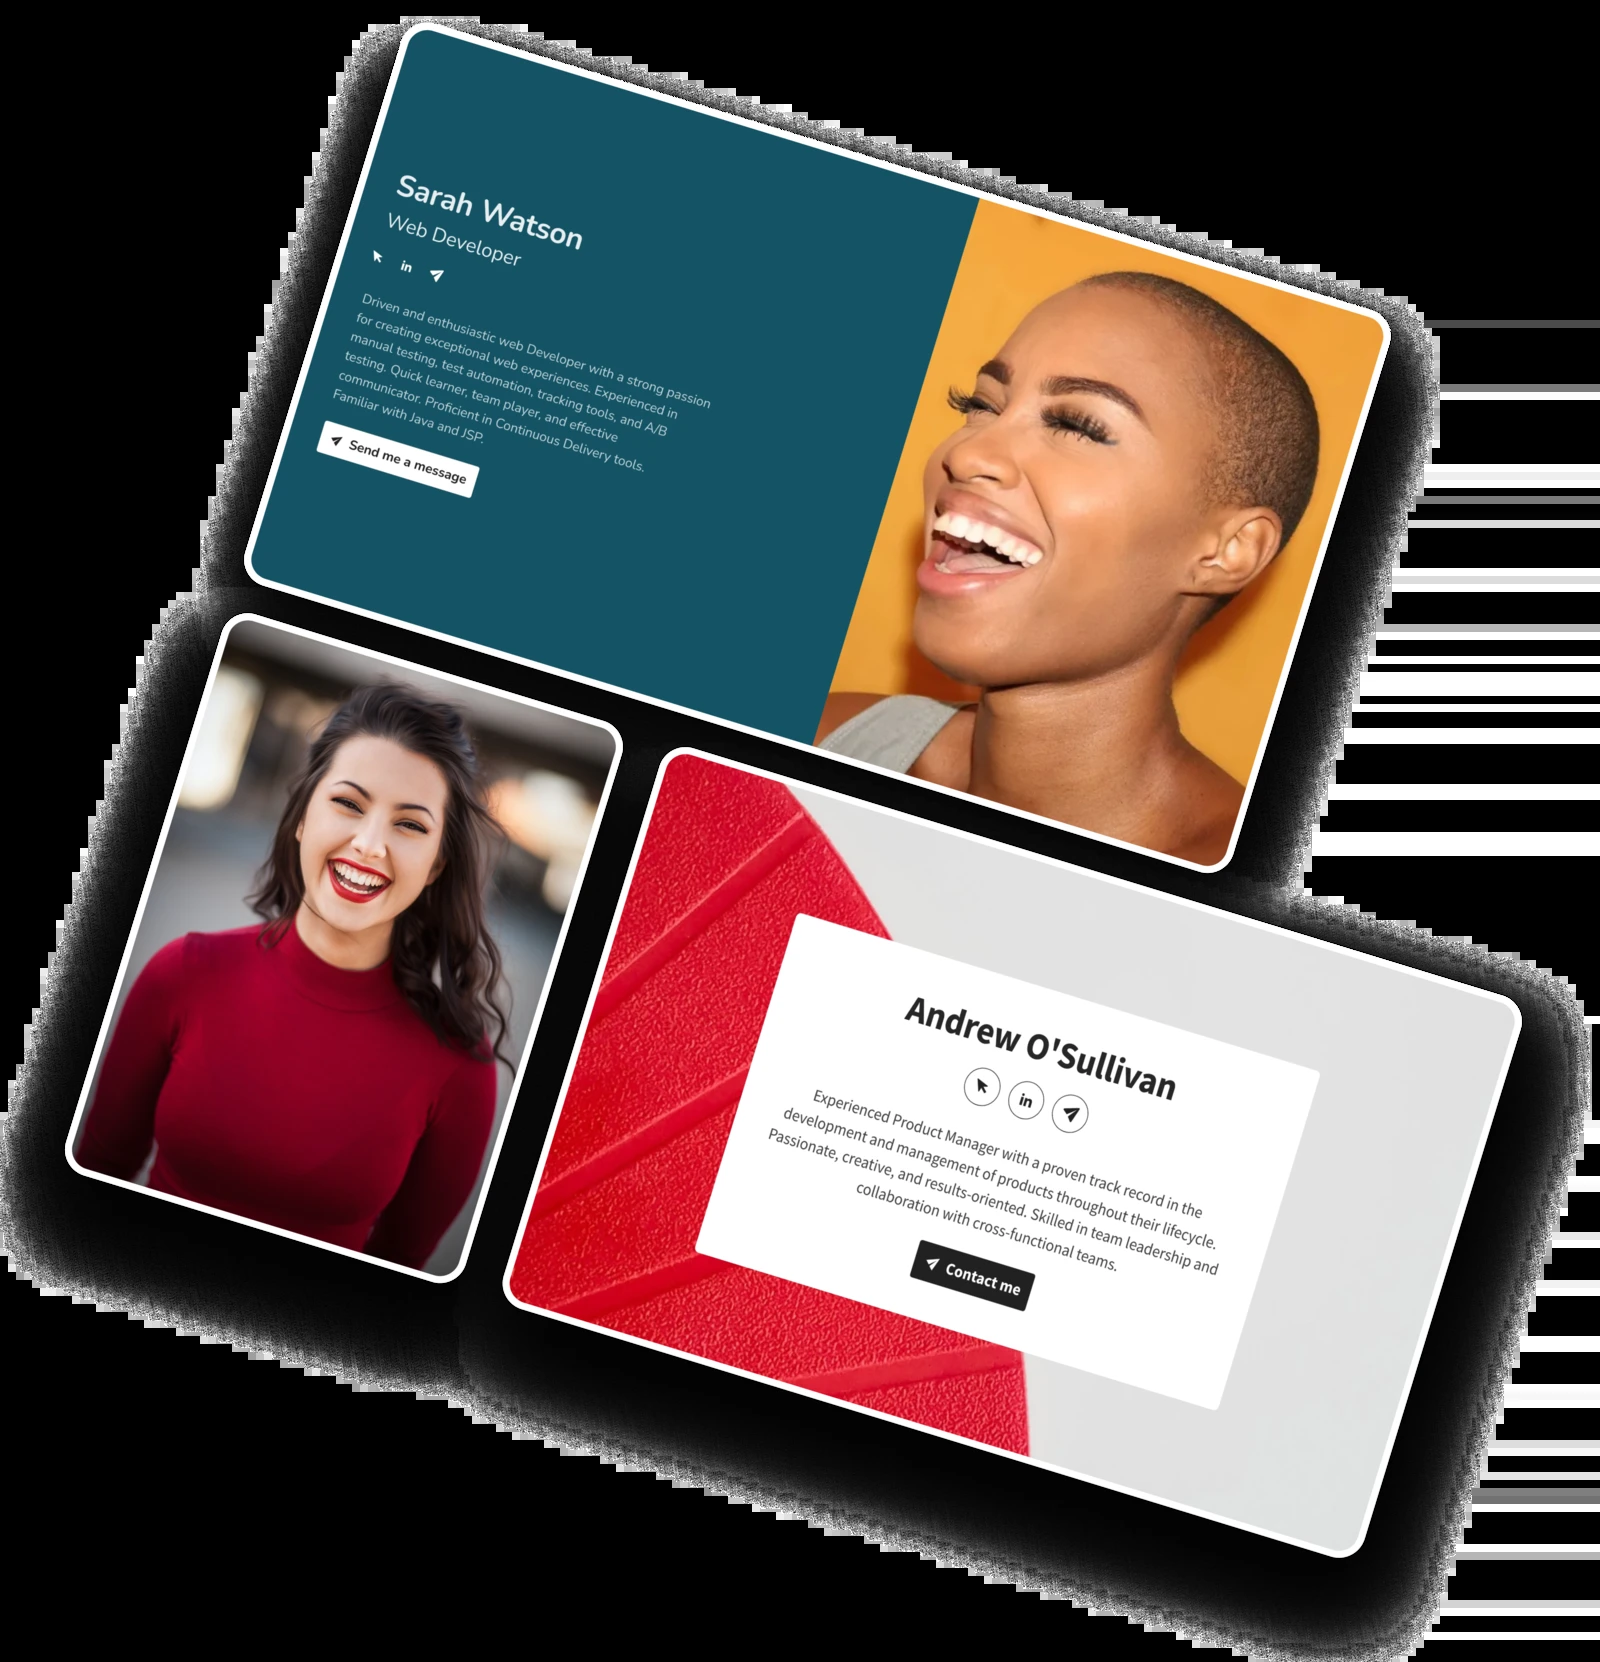 Sarah Watson
Web Developer
in
Driven and enthusiastic web Developer with a strong passion
for creating exceptional web experiences. Experienced in
manual testing, test automation, tracking tools, and A/B
testing. Quick learner, team player, and effective
communicator. Proficient in Continuous Delivery tools.
Familiar with Java and JSP.
Send me a message
Andrew O'Sullivan
in
Experienced Product Manager with a proven track record in the
development and management of products throughout their lifecycle.
Passionate, creative, and results-oriented. Skilled in team leadership and
collaboration with cross-functional teams.
Contact me